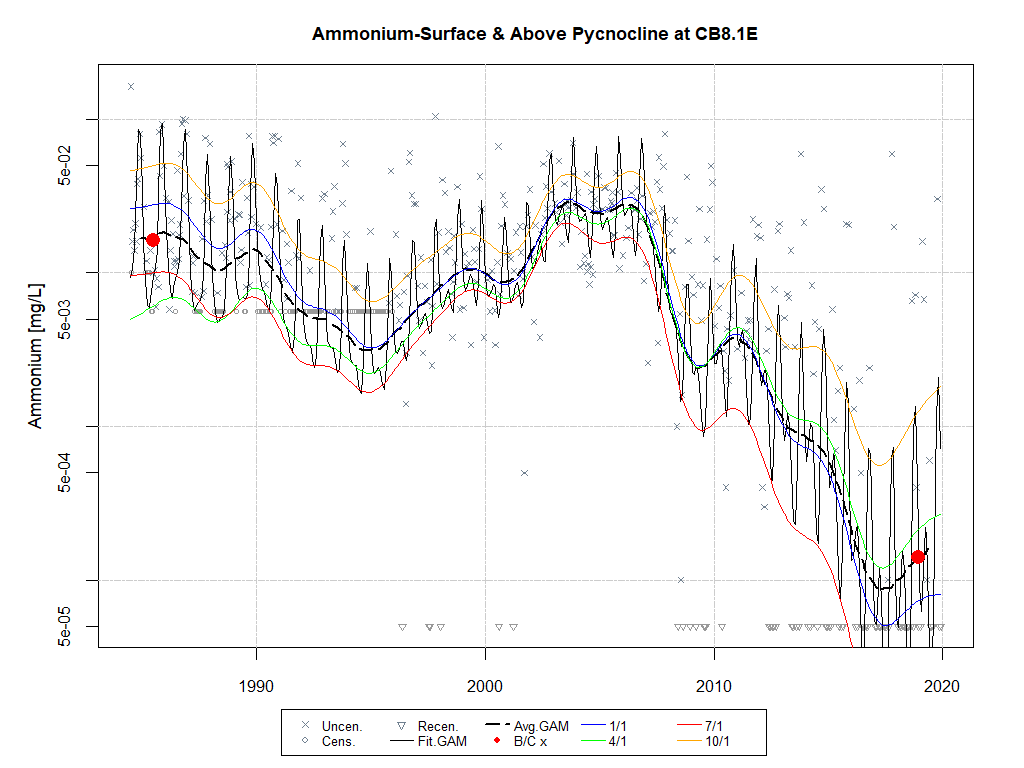 Ammonium-Surface & Above Pycnocline at CB8.1E
Ammonium [mg/L]
5e-02
5e-03
5e-04
5e-05
1990 2000 2010 2020
Uncen. Recen. Avg.GAM 1/1 7/1
Cens. Fit.GAM B/C x 4/1 10/1